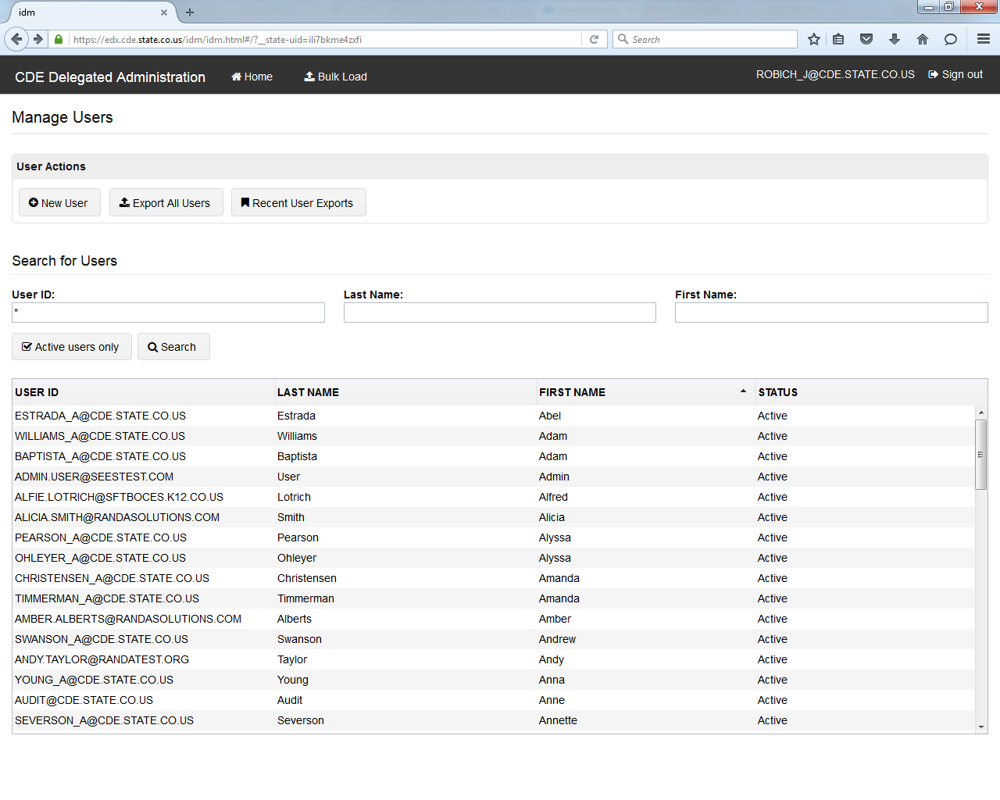 idm
https://edx.cde.state.co.us/idm/idm.html#/?__state-uid=ili7bkme4zxfi
Search
CDE Delegated Administration Home Bulk Load ROBICH_J@CDE.STATE.CO.US Sign out
Manage Users
User Actions
New User Export All Users Recent User Exports
Search for Users
User ID: Last Name: First Name:
*
Active users only Search
USER ID LAST NAME FIRST NAME STATUS
ESTRADA_A@CDE.STATE.CO.US Estrada Abel Active
WILLIAMS_A@CDE.STATE.CO.US Williams Adam Active
BAPTISTA_A@CDE.STATE.CO.US Baptista Adam Active
ADMIN.USER@SEESTEST.COM User Admin Active
ALFIE.LOTRICH@SFTBOCES.K12.CO.US Lotrich Alfred Active
ALICIA.SMITH@RANDASOLUTIONS.COM Smith Alicia Active
PEARSON_A@CDE.STATE.CO.US Pearson Alyssa Active
OHLEYER_A@CDE.STATE.CO.US Ohleyer Alyssa Active
CHRISTENSEN_A@CDE.STATE.CO.US Christensen Amanda Active
TIMMERMAN_A@CDE.STATE.CO.US Timmerman Amanda Active
AMBER.ALBERTS@RANDASOLUTIONS.COM Alberts Amber Active
SWANSON_A@CDE.STATE.CO.US Swanson Andrew Active
ANDY.TAYLOR@RANDATEST.ORG Taylor Andy Active
YOUNG_A@CDE.STATE.CO.US Young Anna Active
AUDIT@CDE.STATE.CO.US Audit Anne Active
SEVERSON_A@CDE.STATE.CO.US Severson Annette Active